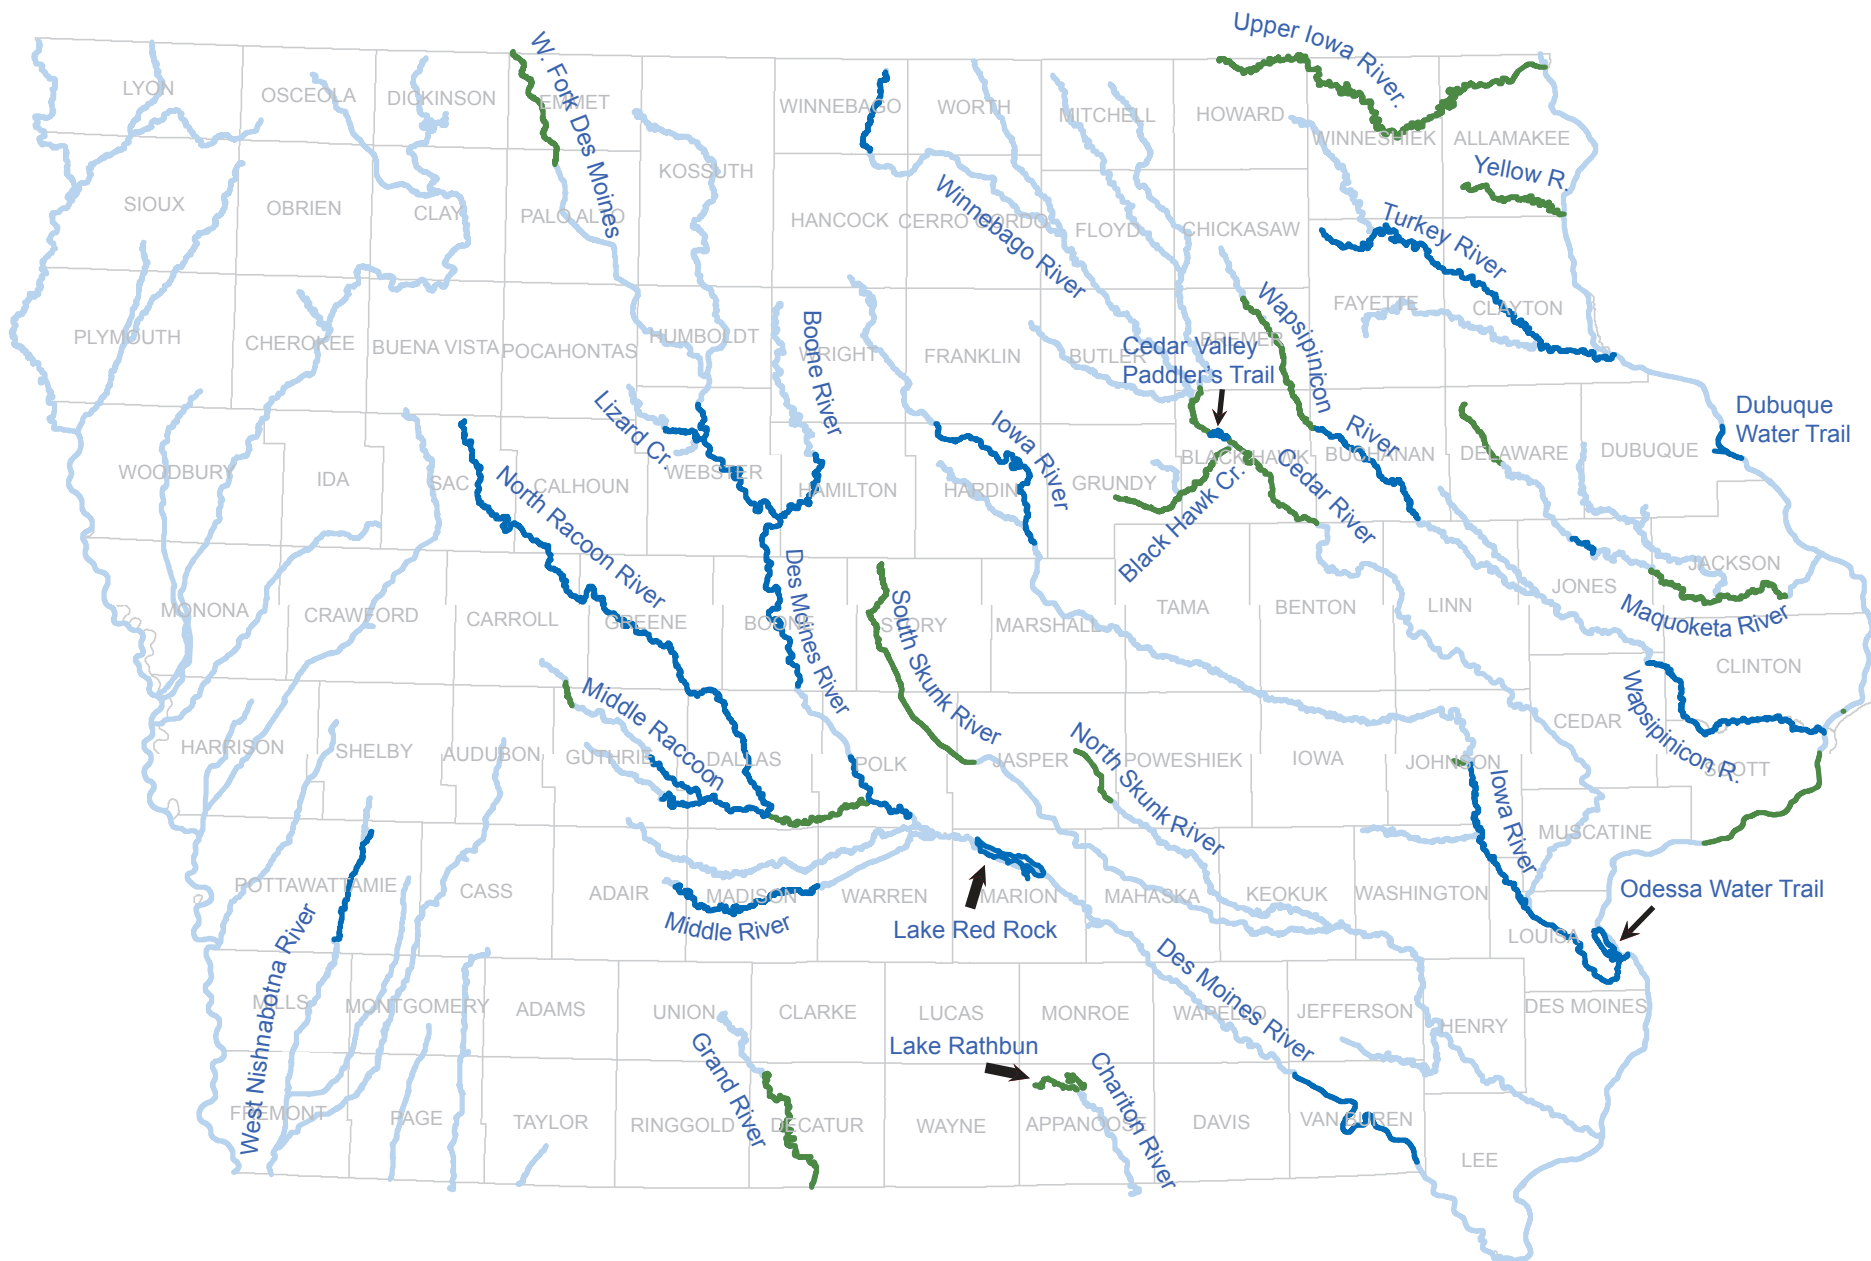 Upper Iowa River.
W. Fork Des Moines
LYON
OSCEOLA
DICKINSON
EMMET
WINNEBAGO
WORTH
MITCHELL
HOWARD
WINNESHIEK
ALLAMAKEE
KOSSUTH
Yellow R.
SIOUX
OBRIEN
CLAY
PALO ALTO
HANCOCK
CERRO GORDO
FLOYD
CHICKASAW
Winnebago River
Turkey River
Wapsipinicon
River
FAYETTE
CLAYTON
PLYMOUTH
CHEROKEE
BUENA VISTA
POCAHONTAS
HUMBOLDT
WRIGHT
FRANKLIN
BUTLER
BREMER
Boone River
Cedar Valley
Paddler's Trail
Lizard Cr.
Iowa River
Dubuque
Water Trail
WOODBURY
IDA
SAC
CALHOUN
WEBSTER
HAMILTON
HARDIN
GRUNDY
BLACK HAWK
BUCHANAN
DELAWARE
DUBUQUE
North Racoon River
Black Hawk Cr.
Cedar River
Des Moines River
MONONA
CRAWFORD
CARROLL
GREENE
BOONE
STORY
MARSHALL
TAMA
BENTON
LINN
JONES
JACKSON
Maquoketa River
South Skunk River
CLINTON
Middle Raccoon
North Skunk River
Wapsipinicon R.
HARRISON
SHELBY
AUDUBON
GUTHRIE
DALLAS
POLK
JASPER
POWESHIEK
IOWA
JOHNSON
CEDAR
SCOTT
Iowa River
MUSCATINE
POTTAWATTAMIE
CASS
ADAIR
MADISON
WARREN
MARION
MAHASKA
KEOKUK
WASHINGTON
LOUISA
Odessa Water Trail
Middle River
Lake Red Rock
West Nishnabotna River
Des Moines River
MILLS
MONTGOMERY
ADAMS
UNION
CLARKE
LUCAS
MONROE
WAPELLO
JEFFERSON
HENRY
DES MOINES
Grand River
Lake Rathbun
Chariton River
FREMONT
PAGE
TAYLOR
RINGGOLD
DECATUR
WAYNE
APPANOOSE
DAVIS
VAN BUREN
LEE